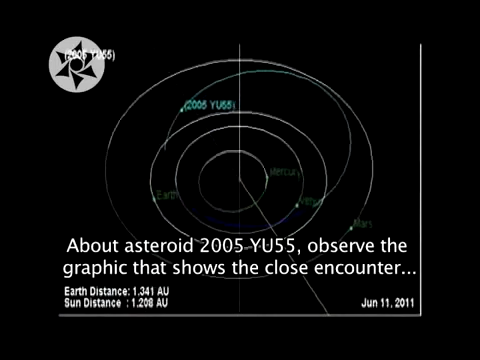 (2005 YU55)
(2005 YU55)
Mercury
Earth
Mars
About asteroid 2005 YU55, observe the
graphic that shows the close encounter...
Earth Distance: 1.341 AU
Sun Distance : 1.208 AU
Jun 11, 2011